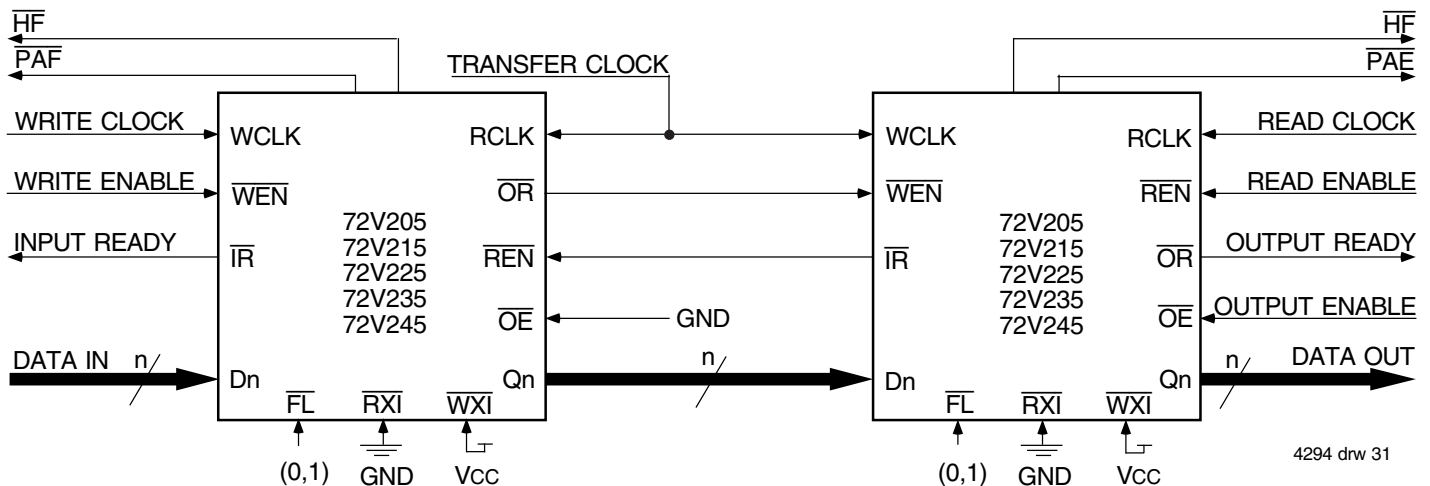 HF
HF
PAF
TRANSFER CLOCK
PAE
WRITE CLOCK
WCLK
RCLK
WCLK
RCLK
READ CLOCK
WRITE ENABLE
WEN
OR
WEN
REN
READ ENABLE
INPUT READY
IR
REN
IR
OR
OUTPUT READY
72V205
72V215
72V225
72V235
72V245
72V205
72V215
72V225
72V235
72V245
OE
GND
OE
OUTPUT ENABLE
DATA IN
n
Dn
Qn
n
Dn
Qn
n
DATA OUT
FL
RXI
WXI
FL
RXI
WXI
(0,1)
GND
VCC
(0,1)
GND
VCC
4294 drw 31